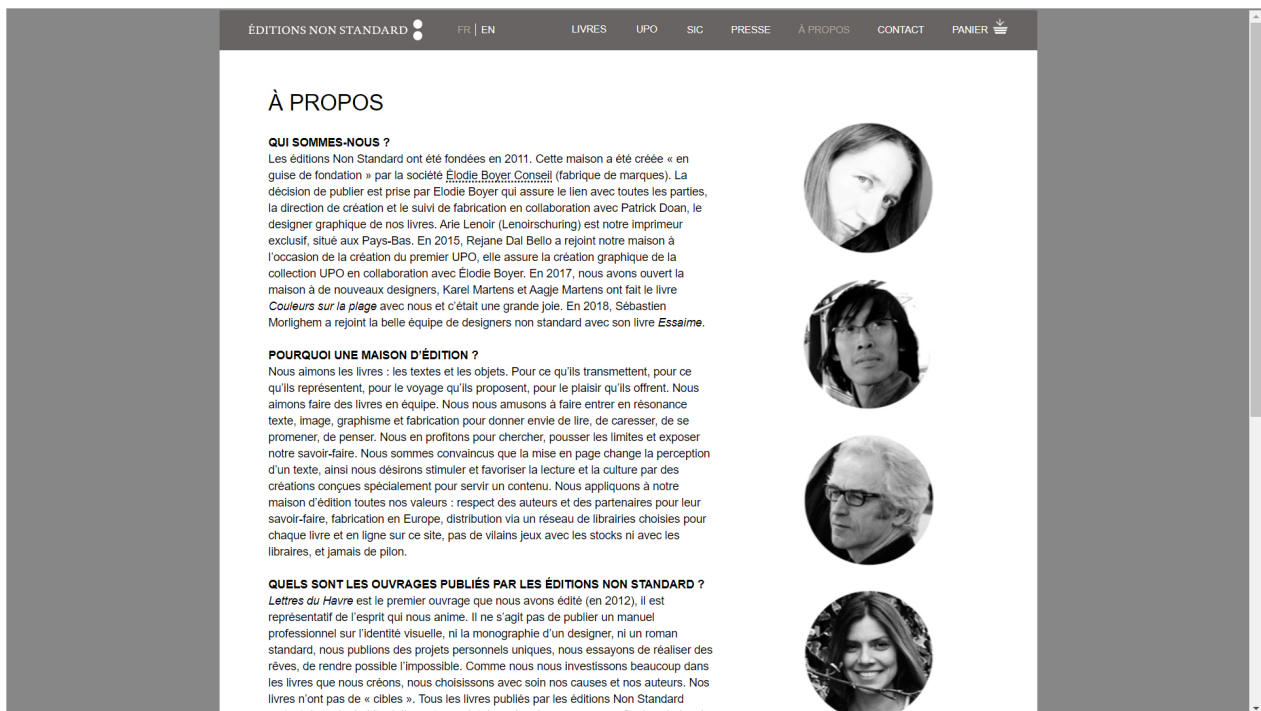 ÉDITIONS NON STANDARD FR | EN LIVRES UPO SIC PRESSE À PROPOS CONTACT PANIER
À PROPOS
QUI SOMMES-NOUS ?
Les éditions Non Standard ont été fondées en 2011. Cette maison a été créée « en
guise de fondation » par la société Élodie Boyer Conseil (fabrique de marques). La
décision de publier est prise par Elodie Boyer qui assure le lien avec toutes les parties,
la direction de création et le suivi de fabrication en collaboration avec Patrick Doan, le
designer graphique de nos livres. Arie Lenoir (Lenoirschuring) est notre imprimeur
exclusif, situé aux Pays-Bas. En 2015, Rejane Dal Bello a rejoint notre maison à
l'occasion de la création du premier UPO, elle assure la création graphique de la
collection UPO en collaboration avec Élodie Boyer. En 2017, nous avons ouvert la
maison à de nouveaux designers, Karel Martens et Aagje Martens ont fait le livre
Couleurs sur la plage avec nous et c'était une grande joie. En 2018, Sébastien
Morlighem a rejoint la belle équipe de designers non standard avec son livre Essaime.
POURQUOI UNE MAISON D'ÉDITION ?
Nous aimons les livres : les textes et les objets. Pour ce qu'ils transmettent, pour ce
qu'ils représentent, pour le voyage qu'ils proposent, pour le plaisir qu'ils offrent. Nous
aimons faire des livres en équipe. Nous nous amusons à faire entrer en résonance
texte, image, graphisme et fabrication pour donner envie de lire, de caresser, de se
promener, de penser. Nous en profitons pour chercher, pousser les limites et exposer
notre savoir-faire. Nous sommes convaincus que la mise en page change la perception
d'un texte, ainsi nous désirons stimuler et favoriser la lecture et la culture par des
créations conçues spécialement pour servir un contenu. Nous appliquons à notre
maison d'édition toutes nos valeurs : respect des auteurs et des partenaires pour leur
savoir-faire, fabrication en Europe, distribution via un réseau de librairies choisies pour
chaque livre et en ligne sur ce site, pas de vilains jeux avec les stocks ni avec les
libraires, et jamais de pilon.
QUELS SONT LES OUVRAGES PUBLIÉS PAR LES ÉDITIONS NON STANDARD ?
Lettres du Havre est le premier ouvrage que nous avons édité (en 2012), il est
représentatif de l'esprit qui nous anime. Il ne s'agit pas de publier un manuel
professionnel sur l'identité visuelle, ni la monographie d'un designer, ni un roman
standard, nous publions des projets personnels uniques, nous essayons de réaliser des
rêves, de rendre possible l'impossible. Comme nous nous investissons beaucoup dans
les livres que nous créons, nous choisissons avec soin nos causes et nos auteurs. Nos
livres n'ont pas de « cibles ». Tous les livres publiés par les éditions Non Standard